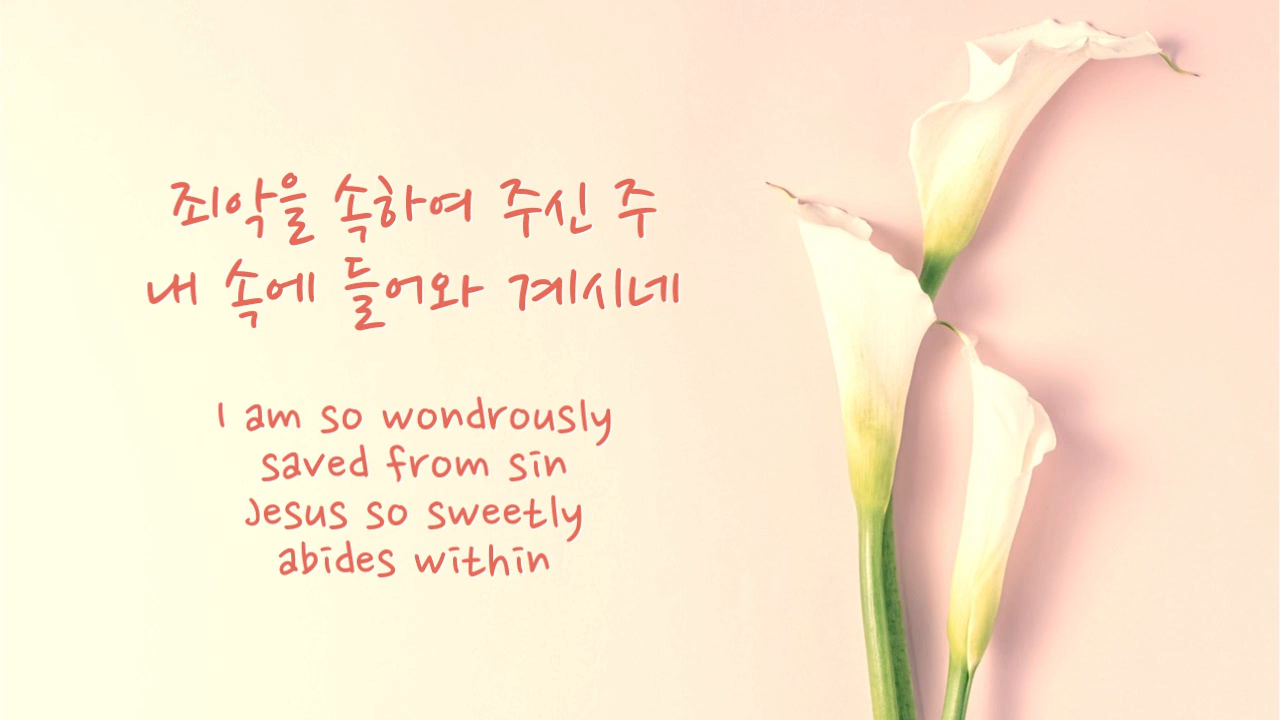 죄악을 속하여 주신 주
내 속에 들어와 계시네
I am so wondrously
saved from sin
Jesus so sweetly
abides within